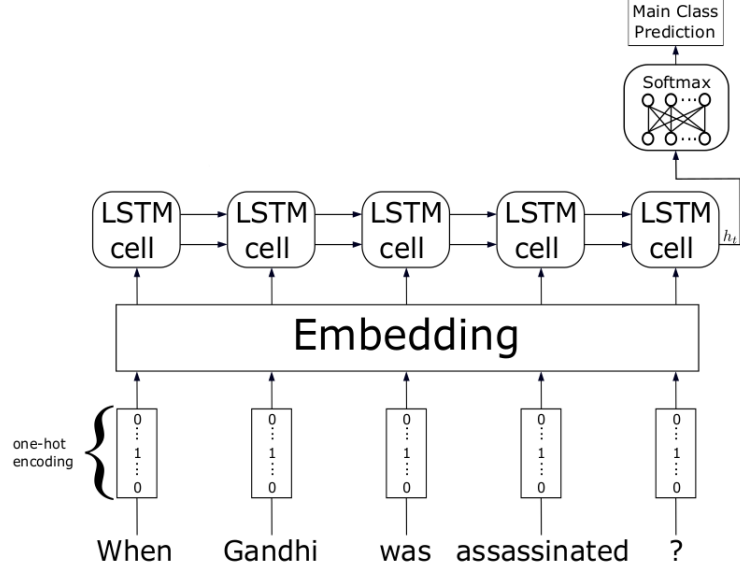 Main Class
Prediction
Softmax
LSTM LSTM LSTM LSTM LSTM
cell cell cell cell cell
h_t
Embedding
one-hot
encoding
0 0 0 0 0
1 1 1 1 1
0 0 0 0 0
When Gandhi was assassinated ?